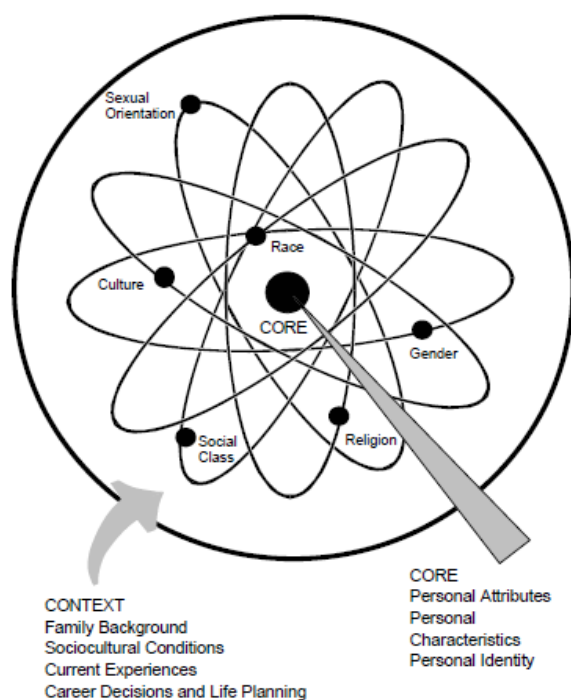 Sexual
Orientation
Race
Culture
CORE
Gender
Social
Class
Religion
CONTEXT
Family Background
Sociocultural Conditions
Current Experiences
Career Decisions and Life Planning
CORE
Personal Attributes
Personal
Characteristics
Personal Identity